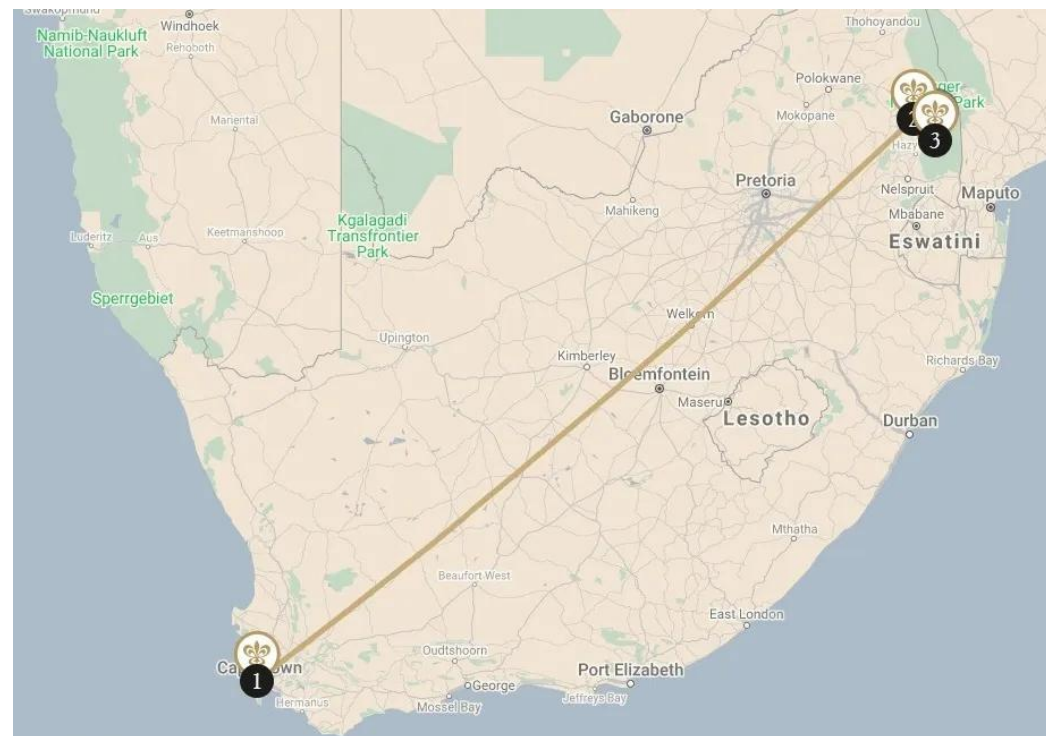 Swakopmund
Windhoek
Namib-Naukluft
National Park
Rehoboth
Thohoyandou
Polokwane
Mokopane
Gaborone
Mariental
2
3
Park
Pretoria
Nelspruit
Maputo
Mahikeng
Mbabane
Eswatini
Kgalagadi
Transfrontier
Park
Luderitz
Aus
Keetmanshoop
Sperrgebiet
Welkom
Upington
Kimberley
Bloemfontein
Richards Bay
Maseru
Lesotho
Durban
Mthatha
Beaufort West
East London
Oudtshoorn
1
Port Elizabeth
George
Jeffreys Bay
Hermanus
Mossel Bay